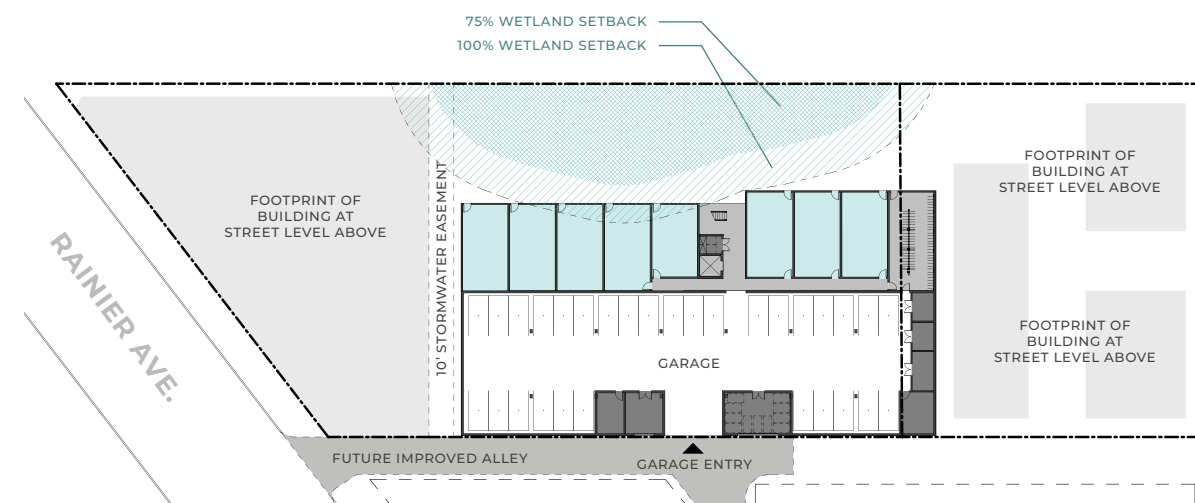 75% WETLAND SETBACK
100% WETLAND SETBACK
FOOTPRINT OF
BUILDING AT
STREET LEVEL ABOVE
10' STORMWATER EASEMENT
FOOTPRINT OF
BUILDING AT
STREET LEVEL ABOVE
RAINIER AVE.
GARAGE
FOOTPRINT OF
BUILDING AT
STREET LEVEL ABOVE
FUTURE IMPROVED ALLEY
GARAGE ENTRY